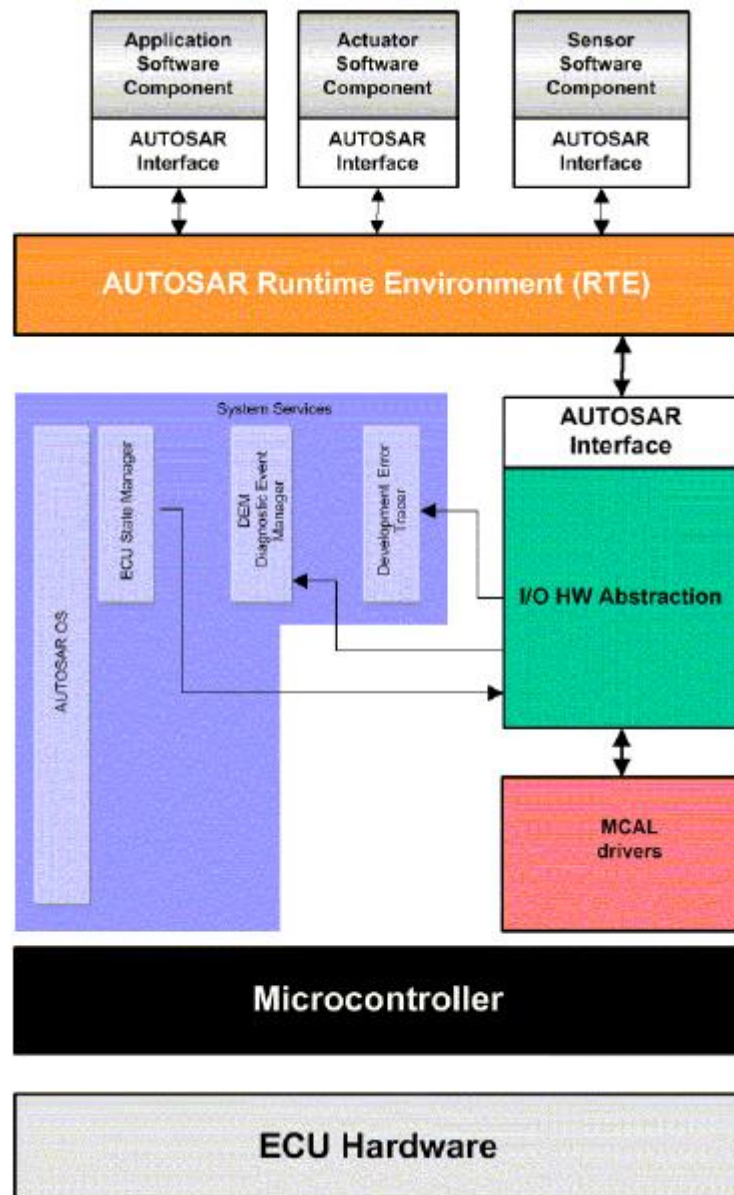 Application
Software
Component
AUTOSAR
Interface
Actuator
Software
Component
AUTOSAR
Interface
Sensor
Software
Component
AUTOSAR
Interface
AUTOSAR Runtime Environment (RTE)
System Services
AUTOSAR OS
ECU State Manager
DEM
Diagnostic Event
Manager
Development Error
Tracer
AUTOSAR
Interface
I/O HW Abstraction
MCAL
drivers
Microcontroller
ECU Hardware